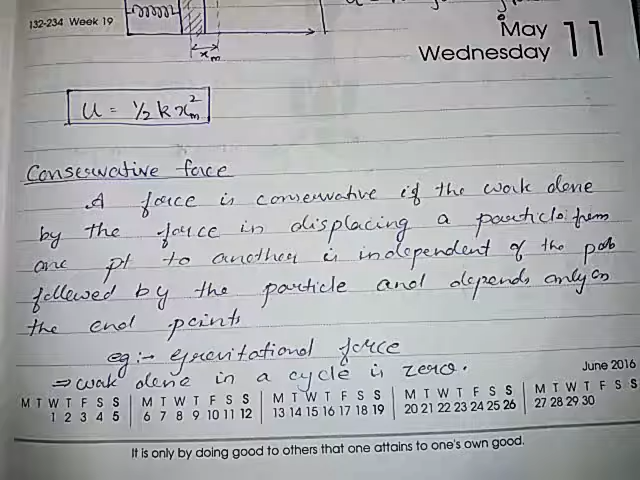 132-234 Week 19
x_m
May
Wednesday 11
U = 1/2 k x_m^2
Conservative force
A force is conservative if the work done
by the force in displacing a particle from
one pt to another is independent of the path
followed by the particle and depends only on
the end points
eg :- gravitational force
⇒ work done in a cycle is zero.
June 2016
M T W T F S S M T W T F S S M T W T F S S M T W T F S S M T W T F S S
1 2 3 4 5 6 7 8 9 10 11 12 13 14 15 16 17 18 19 20 21 22 23 24 25 26 27 28 29 30
It is only by doing good to others that one attains to one's own good.